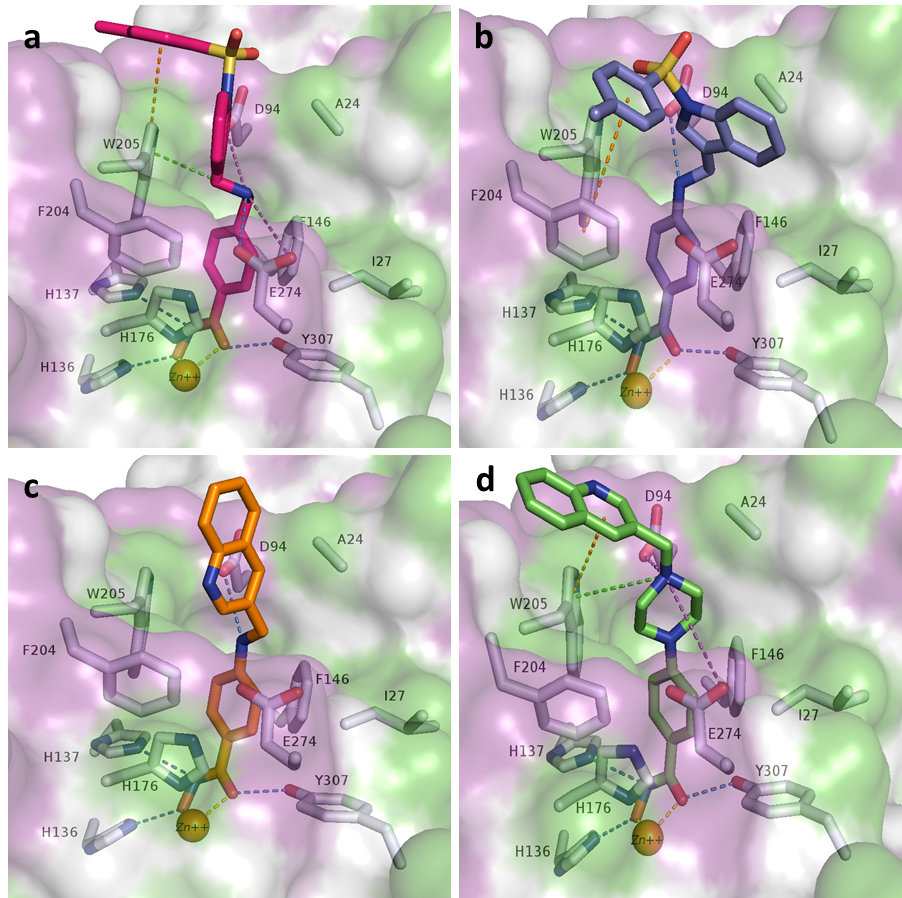 a
D94
A24
W205
F204
F146
I27
H137
E274
H176
Y307
H136
Zn++
b
D94
A24
W205
F204
F146
I27
H137
E274
H176
Y307
H136
Zn++
c
D94
A24
W205
F204
F146
I27
H137
E274
H176
Y307
H136
Zn++
d
D94
A24
W205
F204
F146
I27
H137
E274
H176
Y307
H136
Zn++